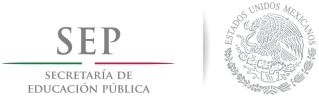 SEP
SECRETARÍA DE
EDUCACIÓN PÚBLICA
ESTADOS UNIDOS MEXICANOS